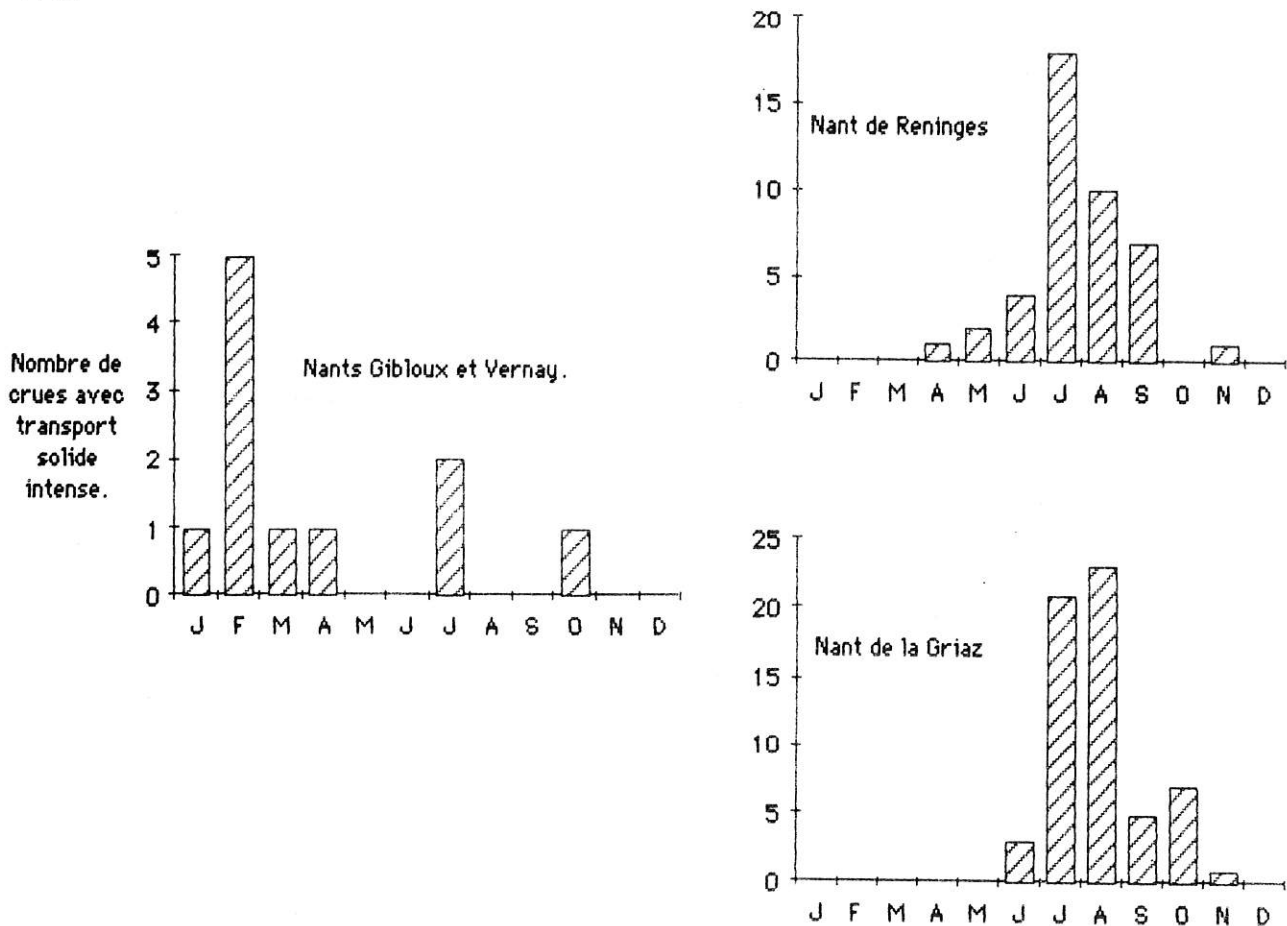 Nombre de
crues avec
transport
solide
intense.
5
4
3
2
1
0
Nants Gibloux et Vernay.
J F M A M J J A S O N D
20
15
10
5
0
Nant de Reninges
J F M A M J J A S O N D
25
20
15
10
5
0
Nant de la Griaz
J F M A M J J A S O N D